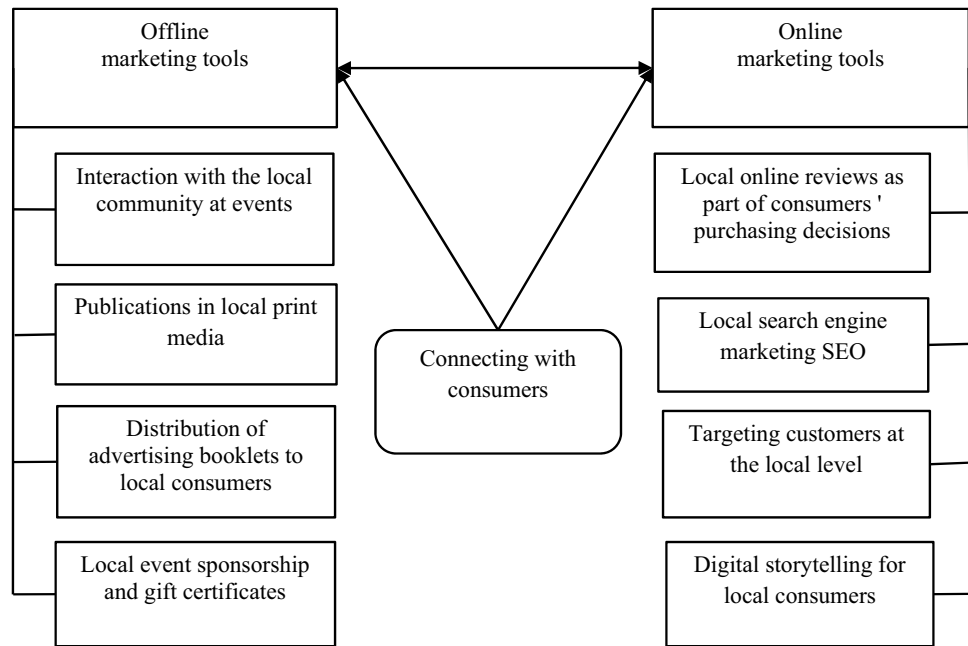 Offline
marketing tools
Online
marketing tools
Interaction with the local
community at events
Local online reviews as
part of consumers '
purchasing decisions
Publications in local print
media
Local search engine
marketing SEO
Connecting with
consumers
Distribution of
advertising booklets to
local consumers
Targeting customers at
the local level
Local event sponsorship
and gift certificates
Digital storytelling for
local consumers